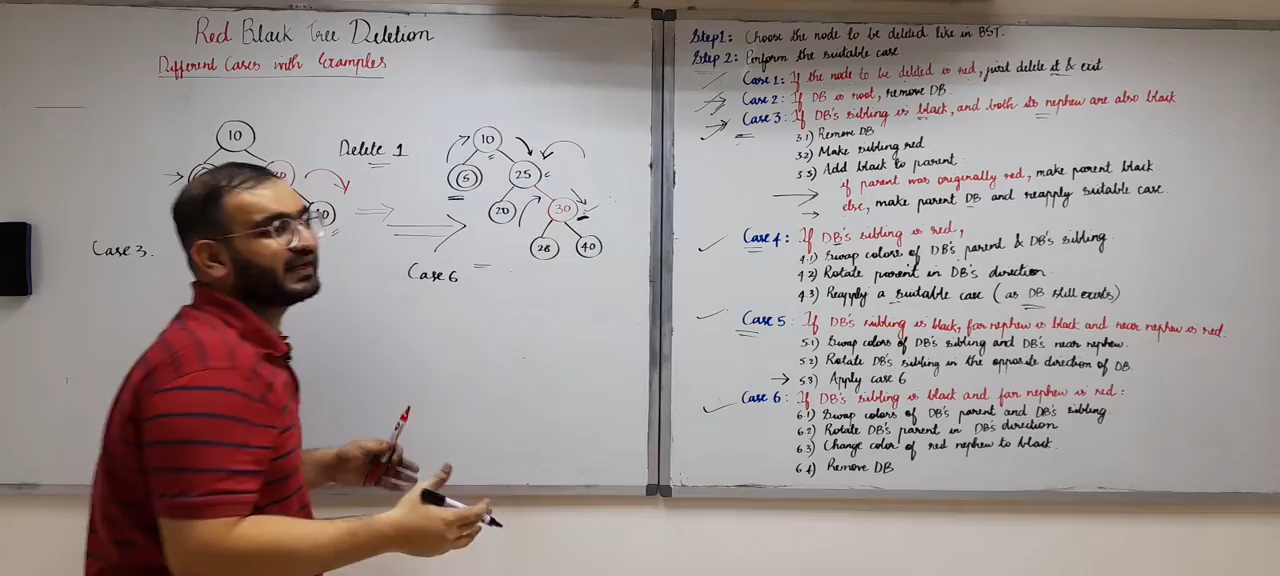 Red Black Tree Deletion
Different Cases with Examples
10
Delete 1
Case 3.
10
5
25
20
30
28
40
Case 6
Step1: Choose the node to be deleted like in BST.
Step 2: Perform the suitable case.
Case 1: If the node to be deleted is red, just delete it & exit
Case 2: If DB is root, remove DB.
Case 3: If DB's sibling is black, and both its nephew are also black
3.1) Remove DB
3.2) Make sibling red
3.3) Add black to parent:
if parent was originally red, make parent black
else, make parent DB and reapply suitable case.
Case 4: If DB's sibling is red,
4.1) Swap colors of DB's parent & DB's sibling.
4.2) Rotate parent in DB's direction
4.3) Reapply a suitable case (as DB still exists)
Case 5: If DB's sibling is black, far nephew is black and near nephew is red.
5.1) Swap colors of DB's sibling and DB's near nephew.
5.2) Rotate DB's sibling in the opposite direction of DB
5.3) Apply case 6
Case 6: If DB's sibling is black and far nephew is red:
6.1) Swap colors of DB's parent and DB's sibling
6.2) Rotate DB's parent in DB's direction
6.3) Change color of red nephew to black.
6.4) Remove DB